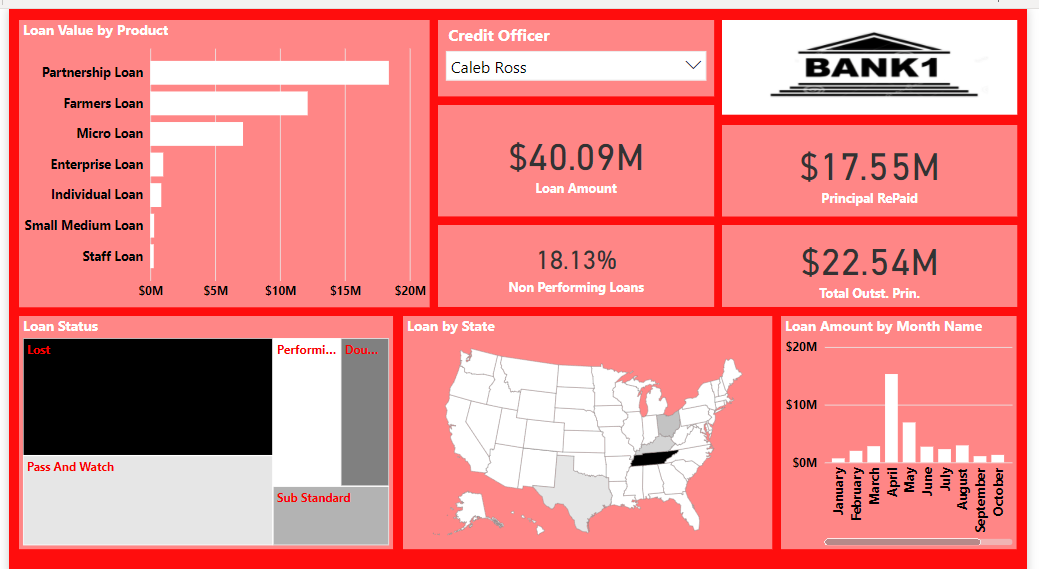 Loan Value by Product
Partnership Loan
Farmers Loan
Micro Loan
Enterprise Loan
Individual Loan
Small Medium Loan
Staff Loan
$0M $5M $10M $15M $20M
Credit Officer
Caleb Ross
BANK1
$40.09M
Loan Amount
$17.55M
Principal RePaid
18.13%
Non Performing Loans
$22.54M
Total Outst. Prin.
Loan Status
Lost
Performi...
Dou...
Pass And Watch
Sub Standard
Loan by State
Loan Amount by Month Name
$20M
$10M
$0M
January
February
March
April
May
June
July
August
September
October